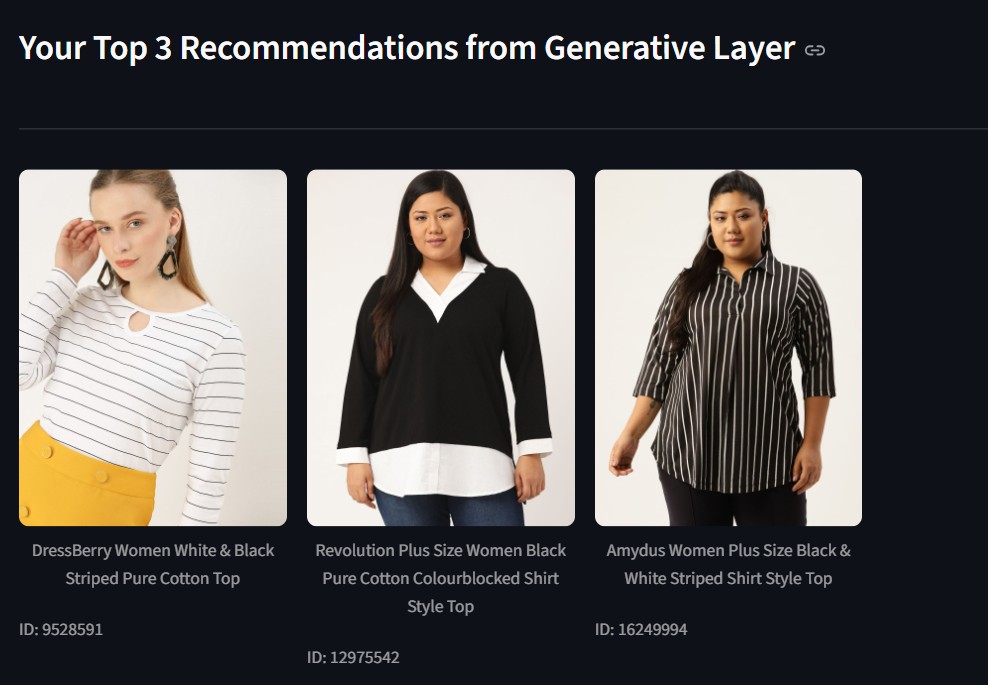 Your Top 3 Recommendations from Generative Layer
DressBerry Women White & Black
Striped Pure Cotton Top
ID: 9528591
Revolution Plus Size Women Black
Pure Cotton Colourblocked Shirt
Style Top
ID: 12975542
Amydus Women Plus Size Black &
White Striped Shirt Style Top
ID: 16249994